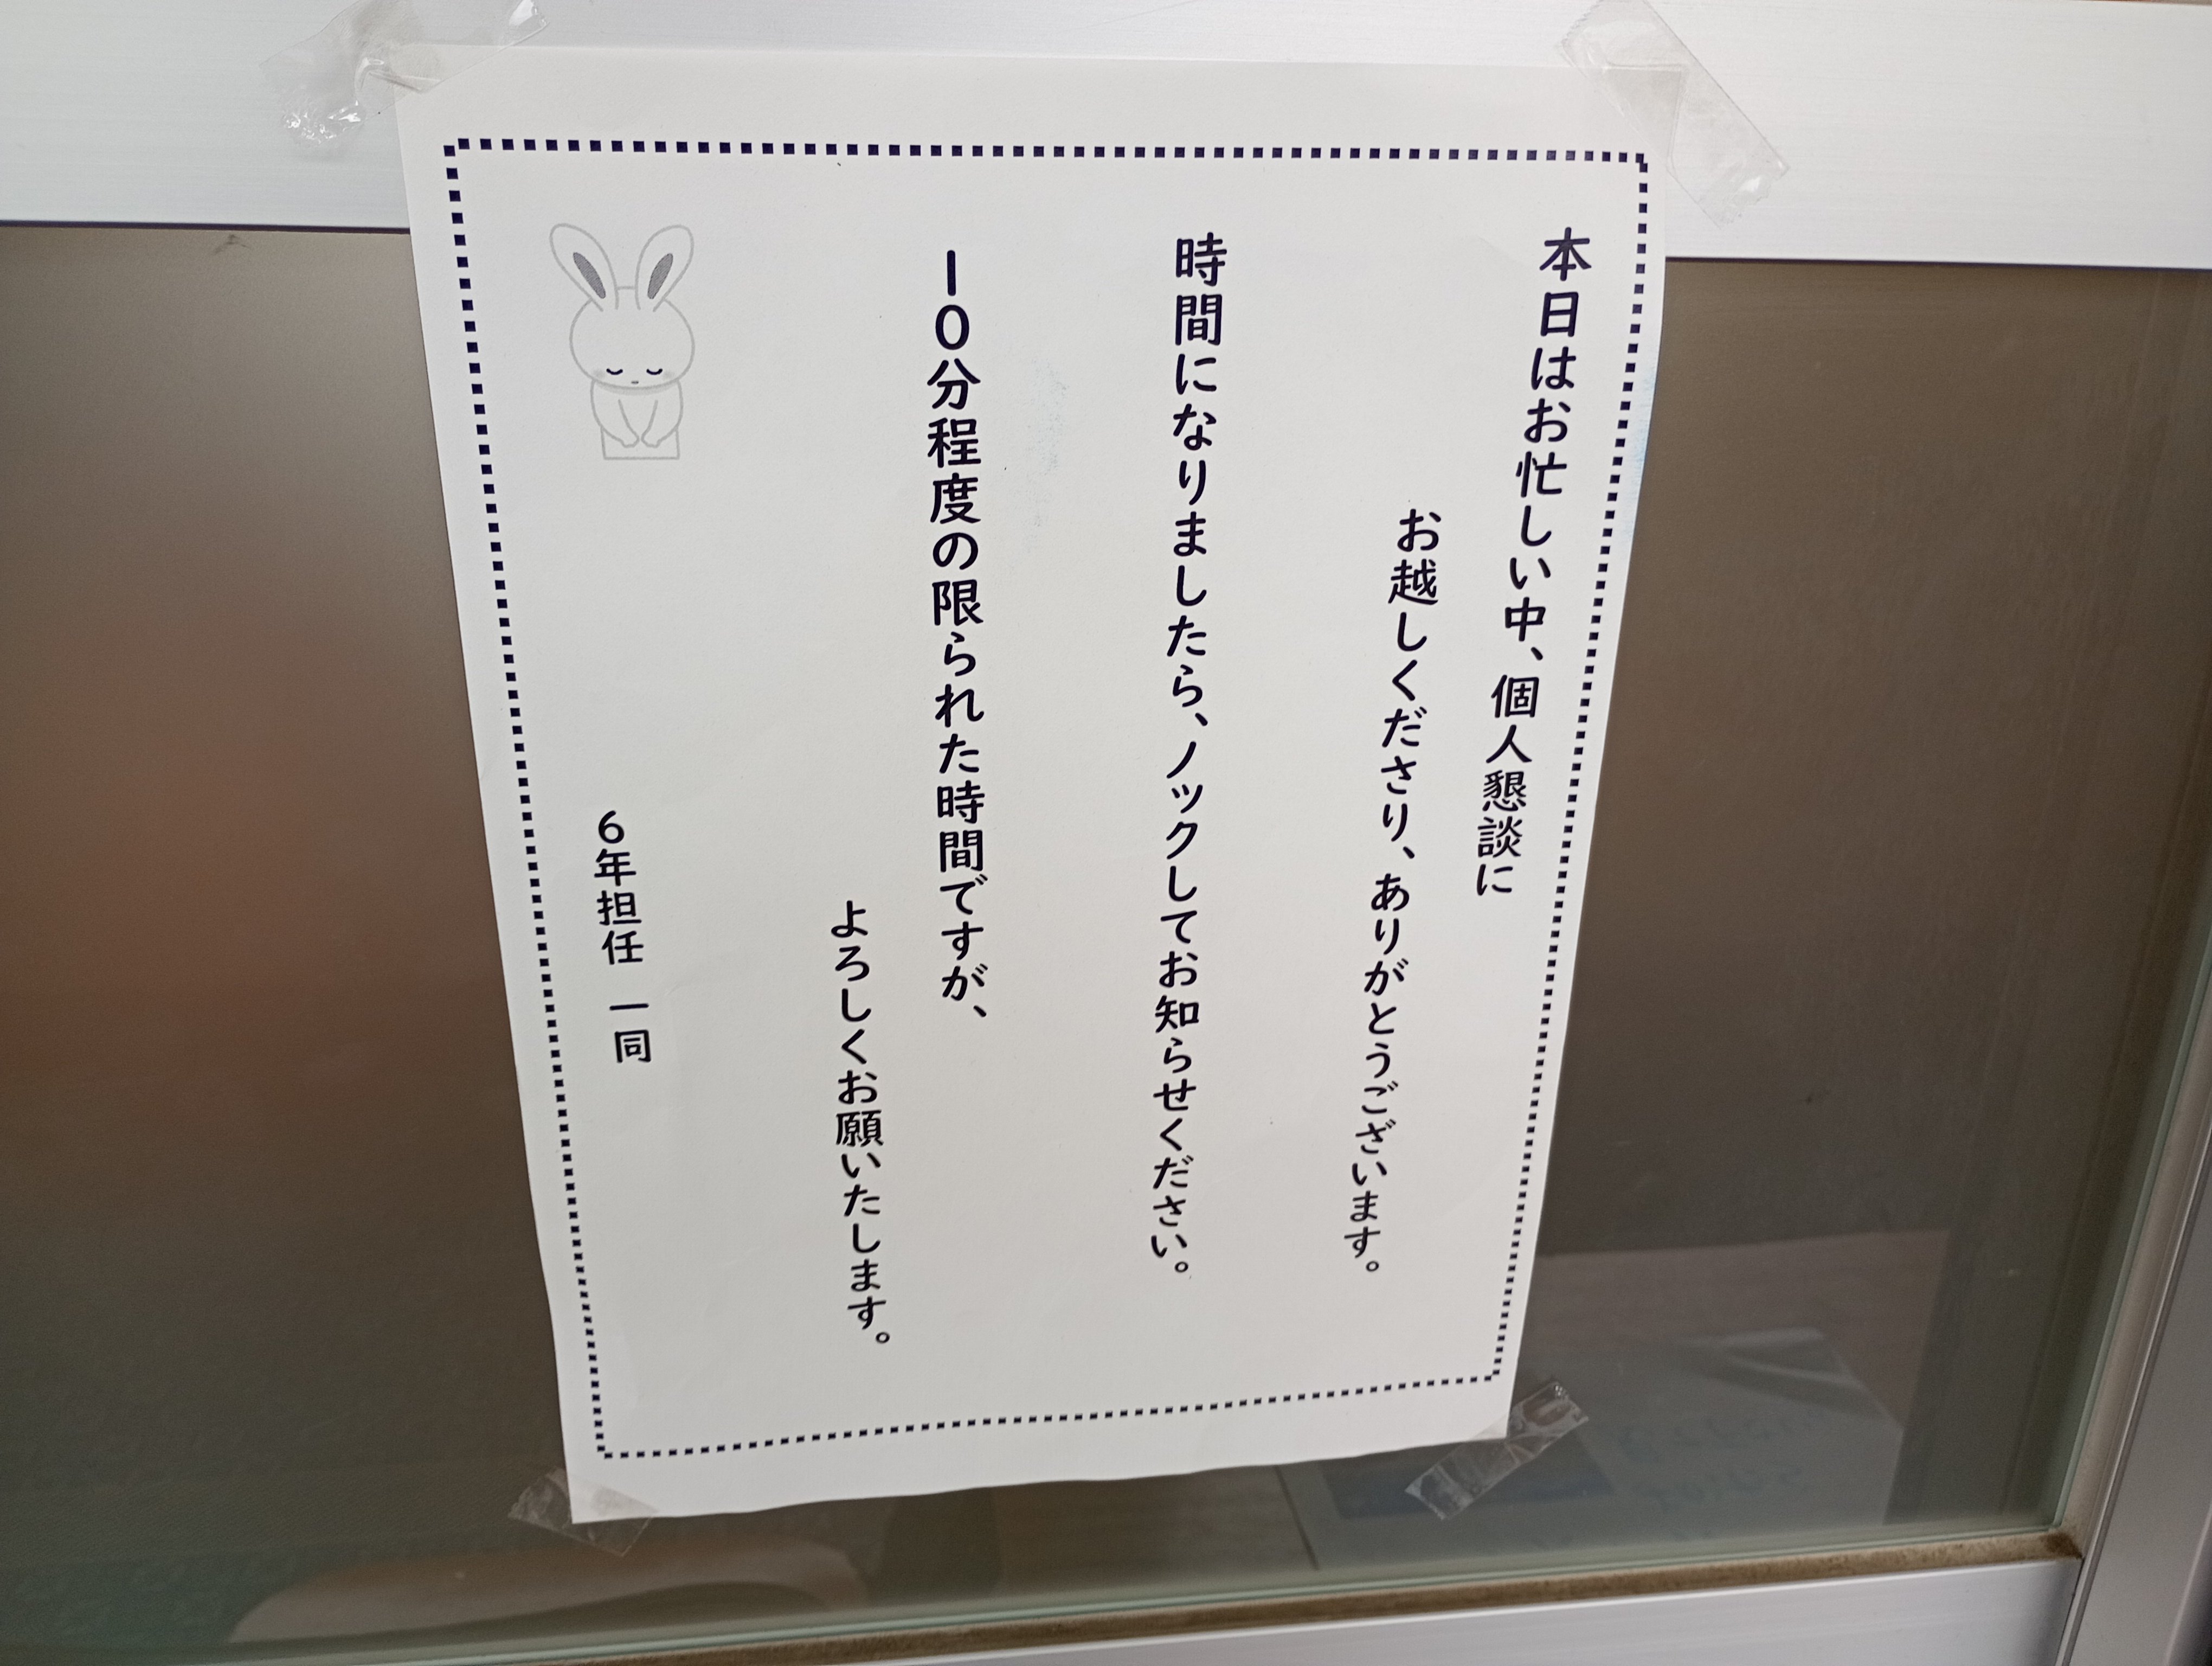 本日はお忙しい中、個人懇談に
お越しくださり、ありがとうございます。
時間になりましたら、ノックしてお知らせください。
10分程度の限られた時間ですが、
よろしくお願いいたします。
6年担任 一同